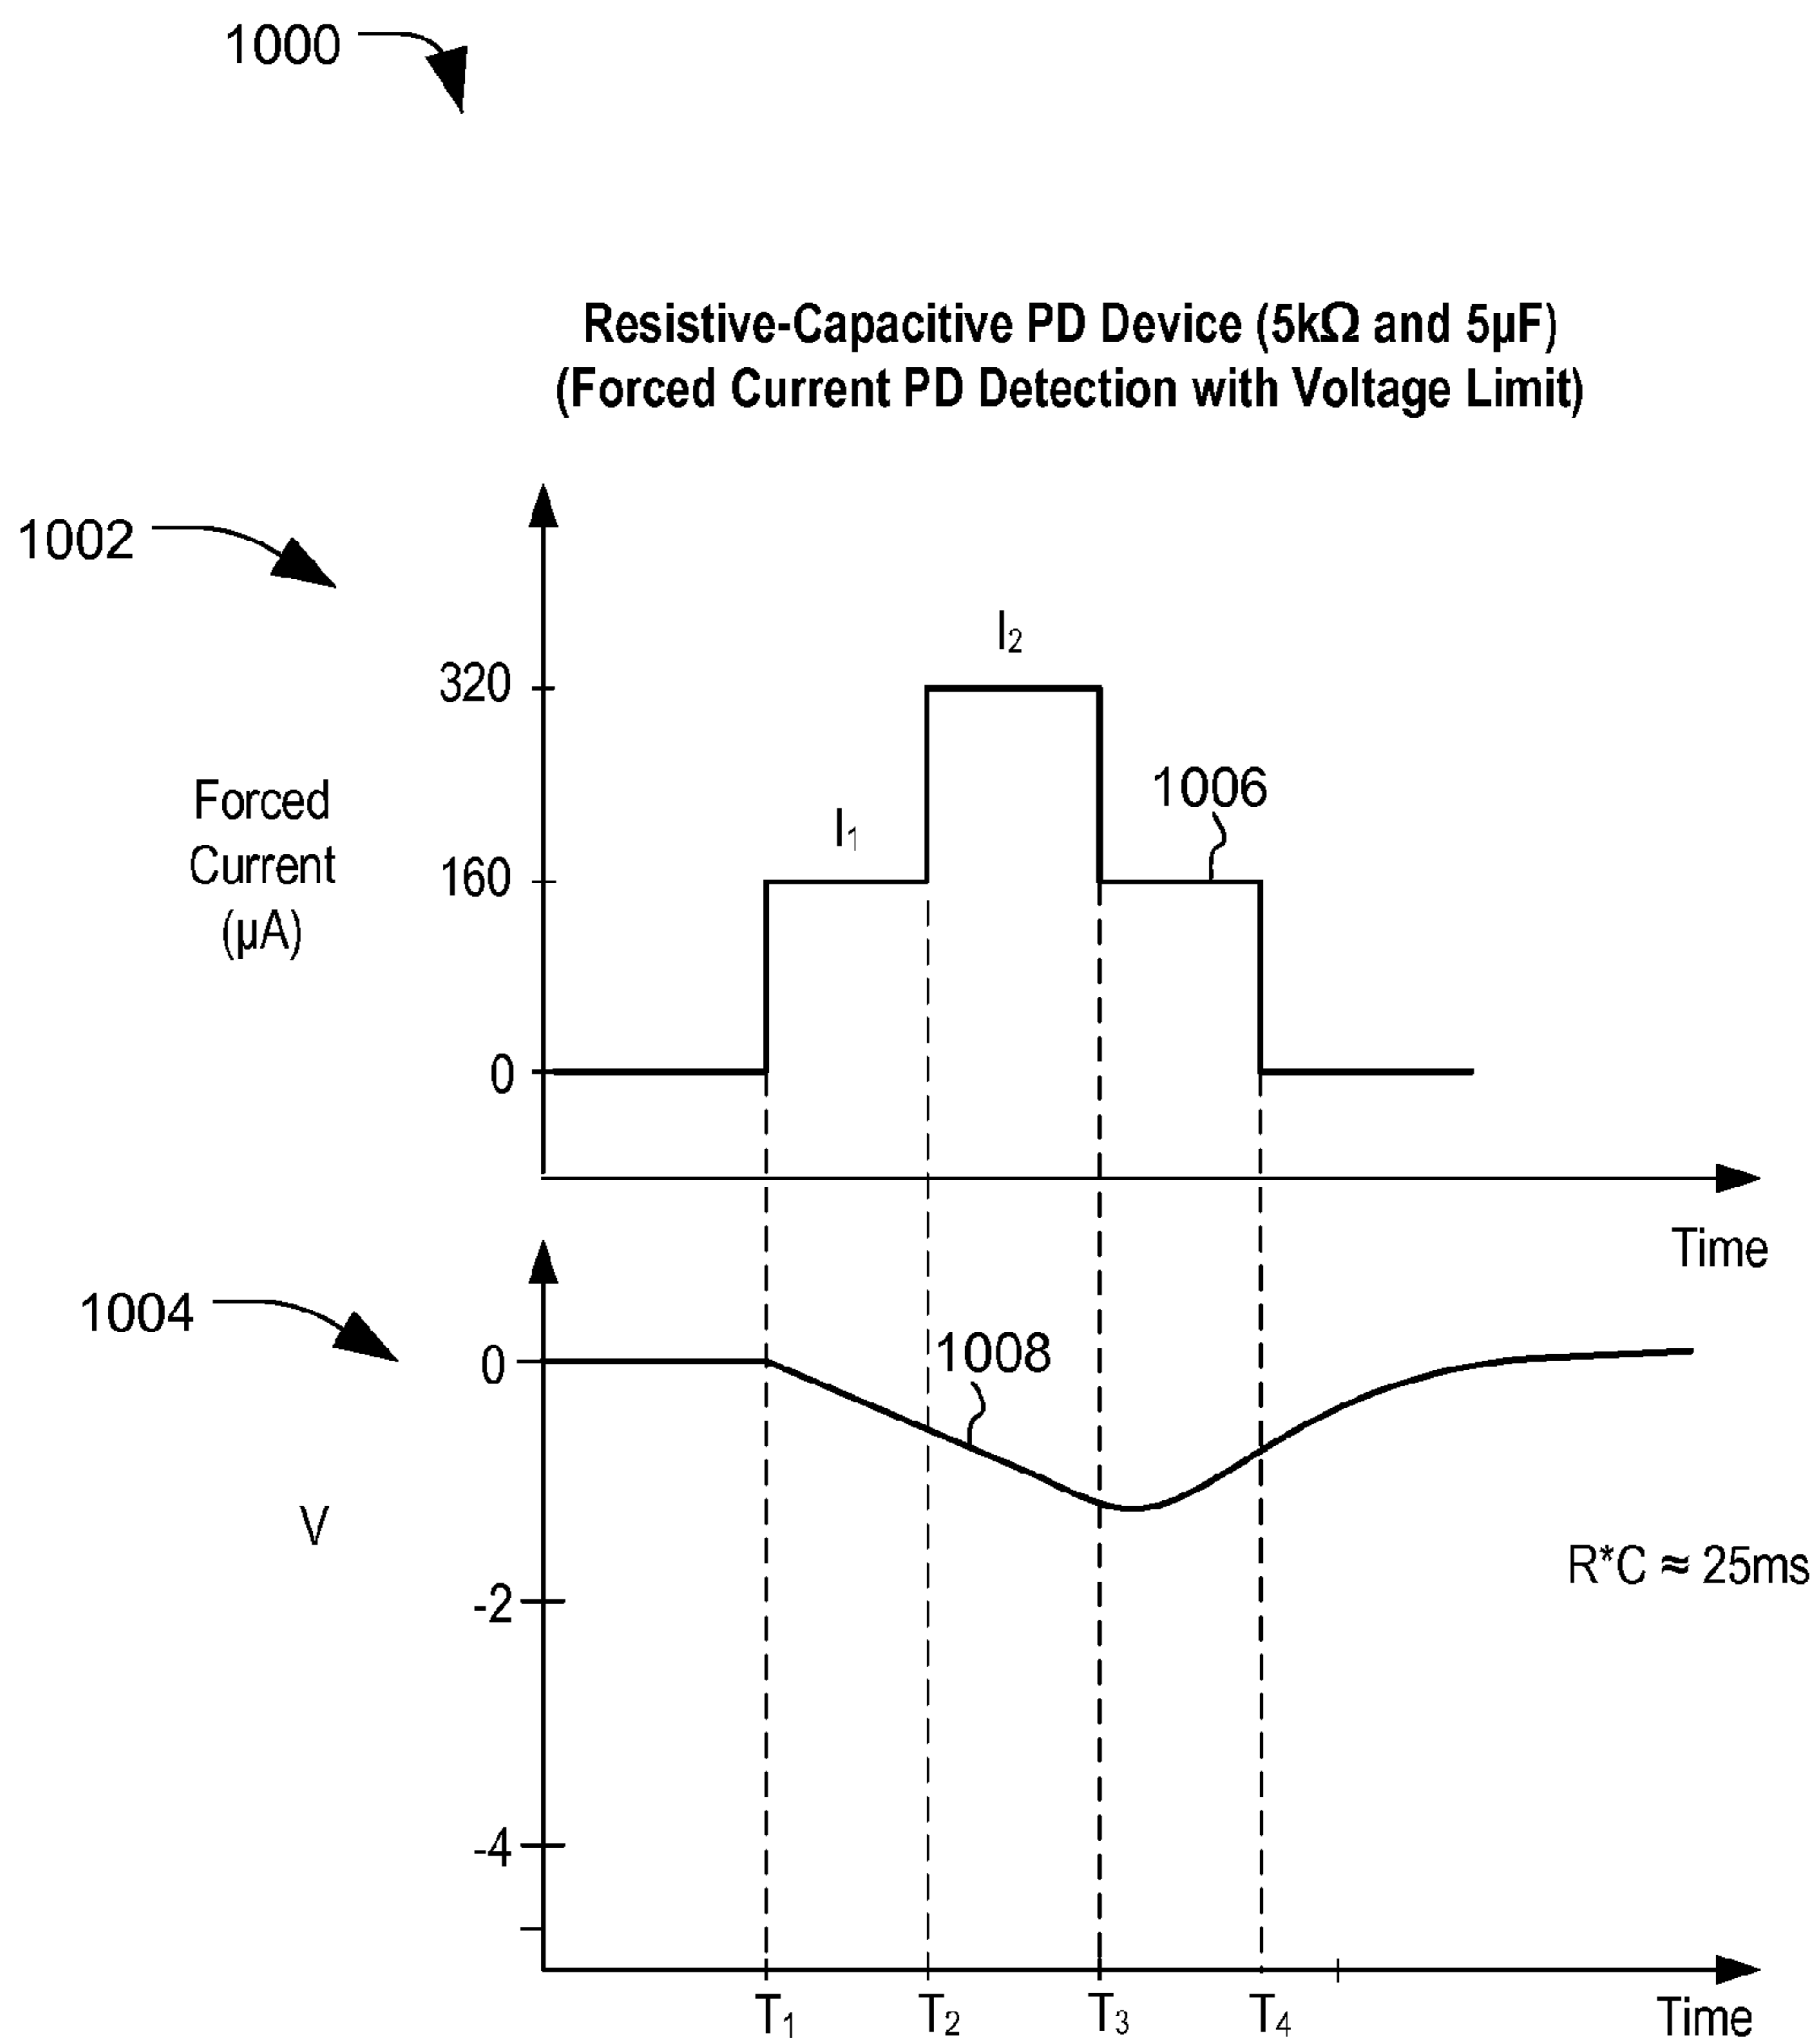 1000
Resistive-Capacitive PD Device (5kΩ and 5µF)
(Forced Current PD Detection with Voltage Limit)
1002
I₂
320
Forced
Current
(µA)
I₁
1006
160
0
Time
1004
0
1008
V
R*C ≈ 25ms
-2
-4
T₁ T₂ T₃ T₄ Time